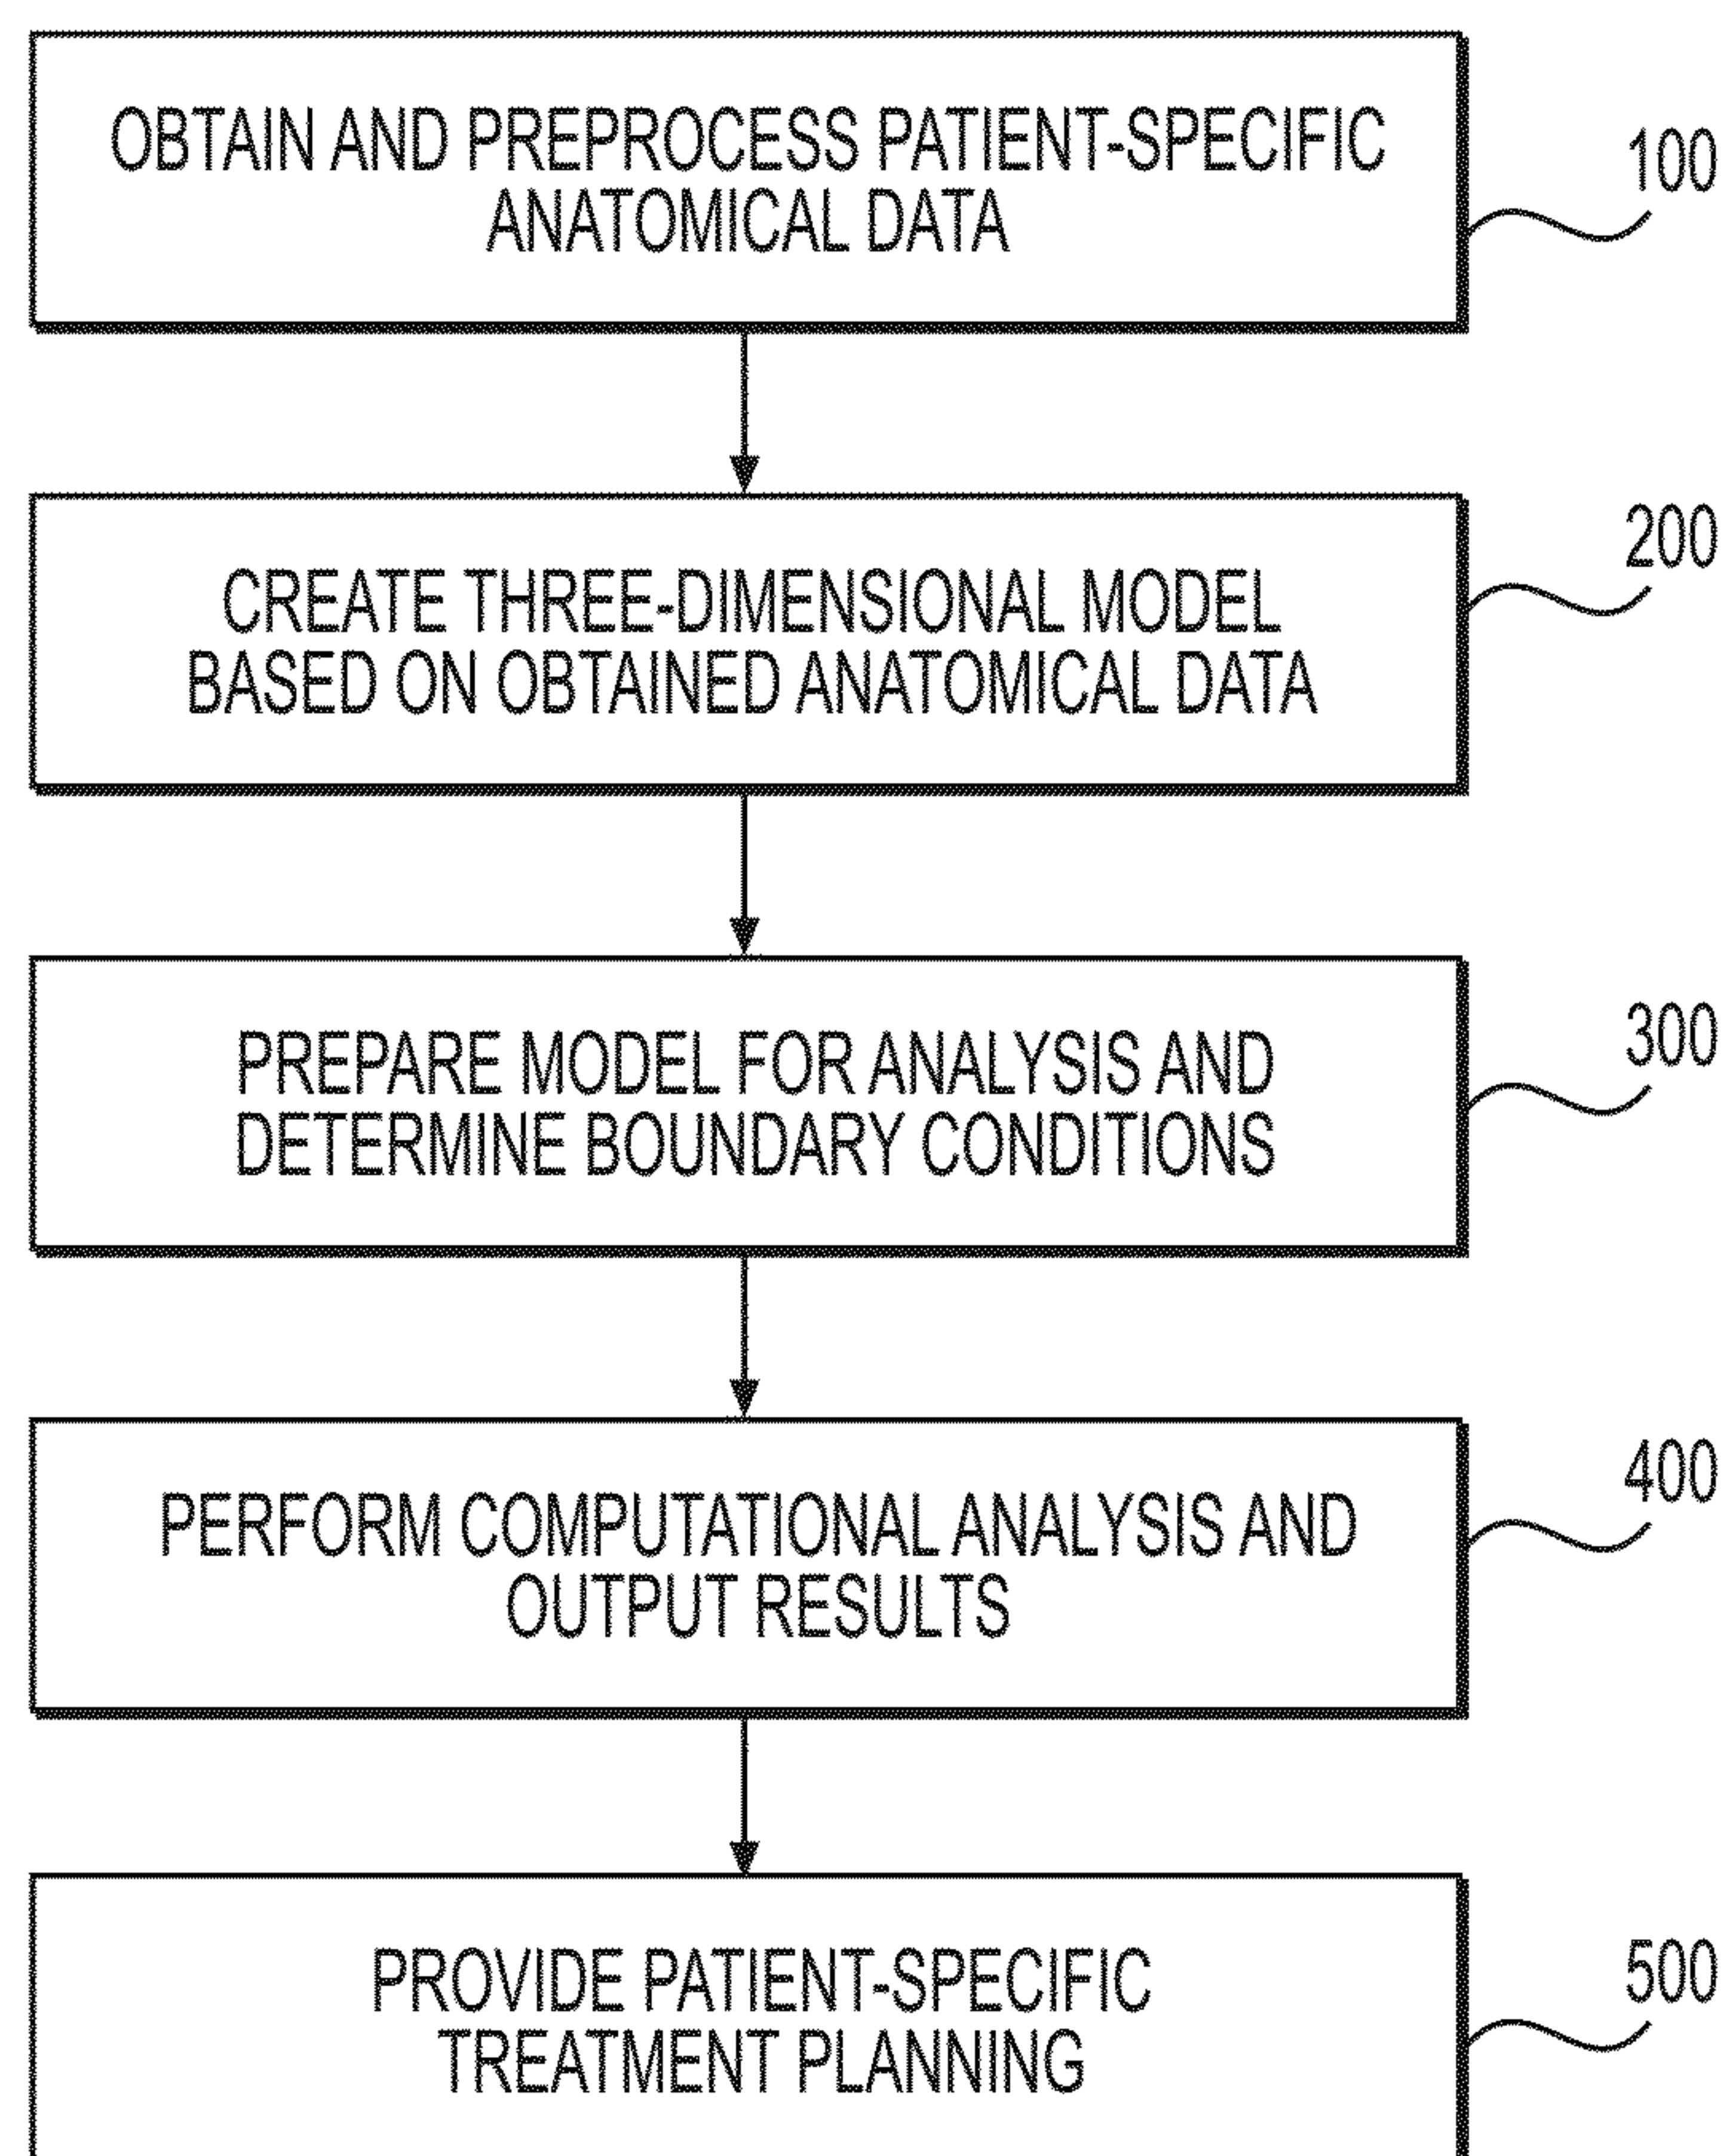 OBTAIN AND PREPROCESS PATIENT-SPECIFIC
ANATOMICAL DATA
100
CREATE THREE-DIMENSIONAL MODEL
BASED ON OBTAINED ANATOMICAL DATA
200
PREPARE MODEL FOR ANALYSIS AND
DETERMINE BOUNDARY CONDITIONS
300
PERFORM COMPUTATIONAL ANALYSIS AND
OUTPUT RESULTS
400
PROVIDE PATIENT-SPECIFIC
TREATMENT PLANNING
500